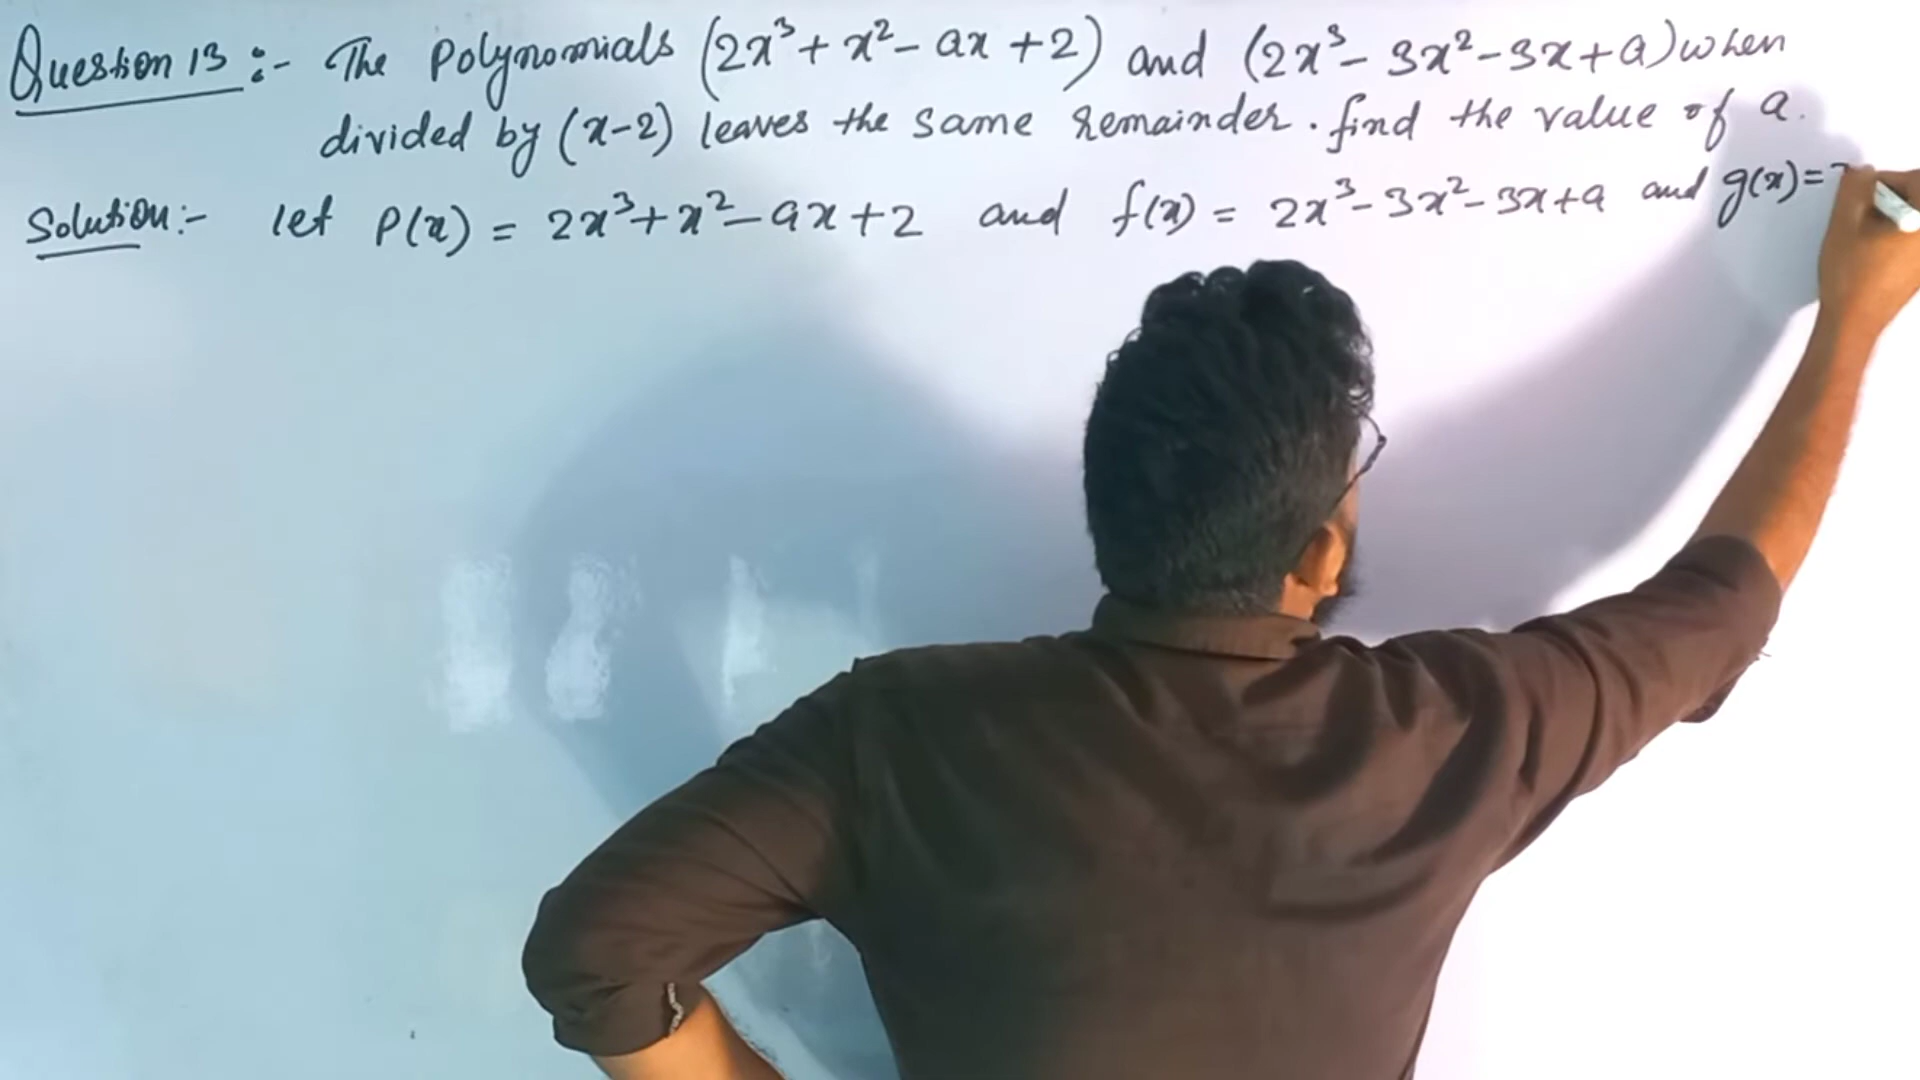 Question 13 :- The Polynomials (2x³ + x² - ax + 2) and (2x³ - 3x² - 3x + a) when
divided by (x-2) leaves the same remainder. find the value of a.
Solution:- let P(x) = 2x³ + x² - ax + 2 and f(x) = 2x³ - 3x² - 3x + a and g(x) =